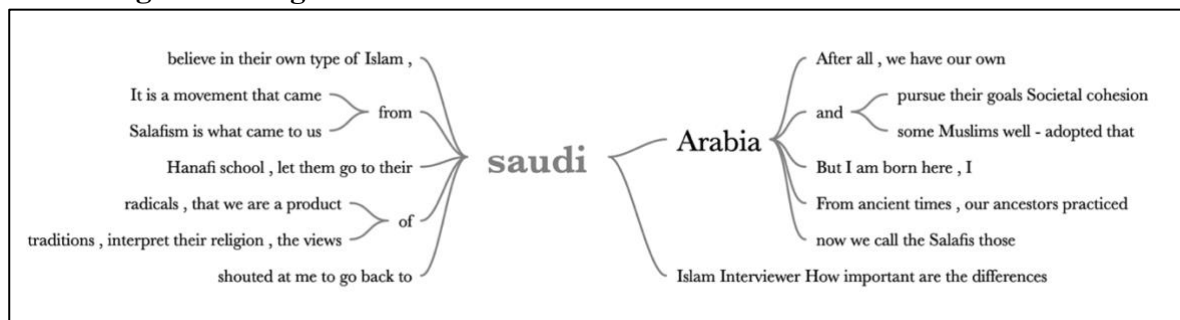 believe in their own type of Islam ,
It is a movement that came
from
Salafism is what came to us
Hanafi school , let them go to their
radicals , that we are a product
of
traditions , interpret their religion , the views
shouted at me to go back to
saudi
Arabia
After all , we have our own
and
pursue their goals Societal cohesion
some Muslims well - adopted that
But I am born here , I
From ancient times , our ancestors practiced
now we call the Salafis those
Islam Interviewer How important are the differences